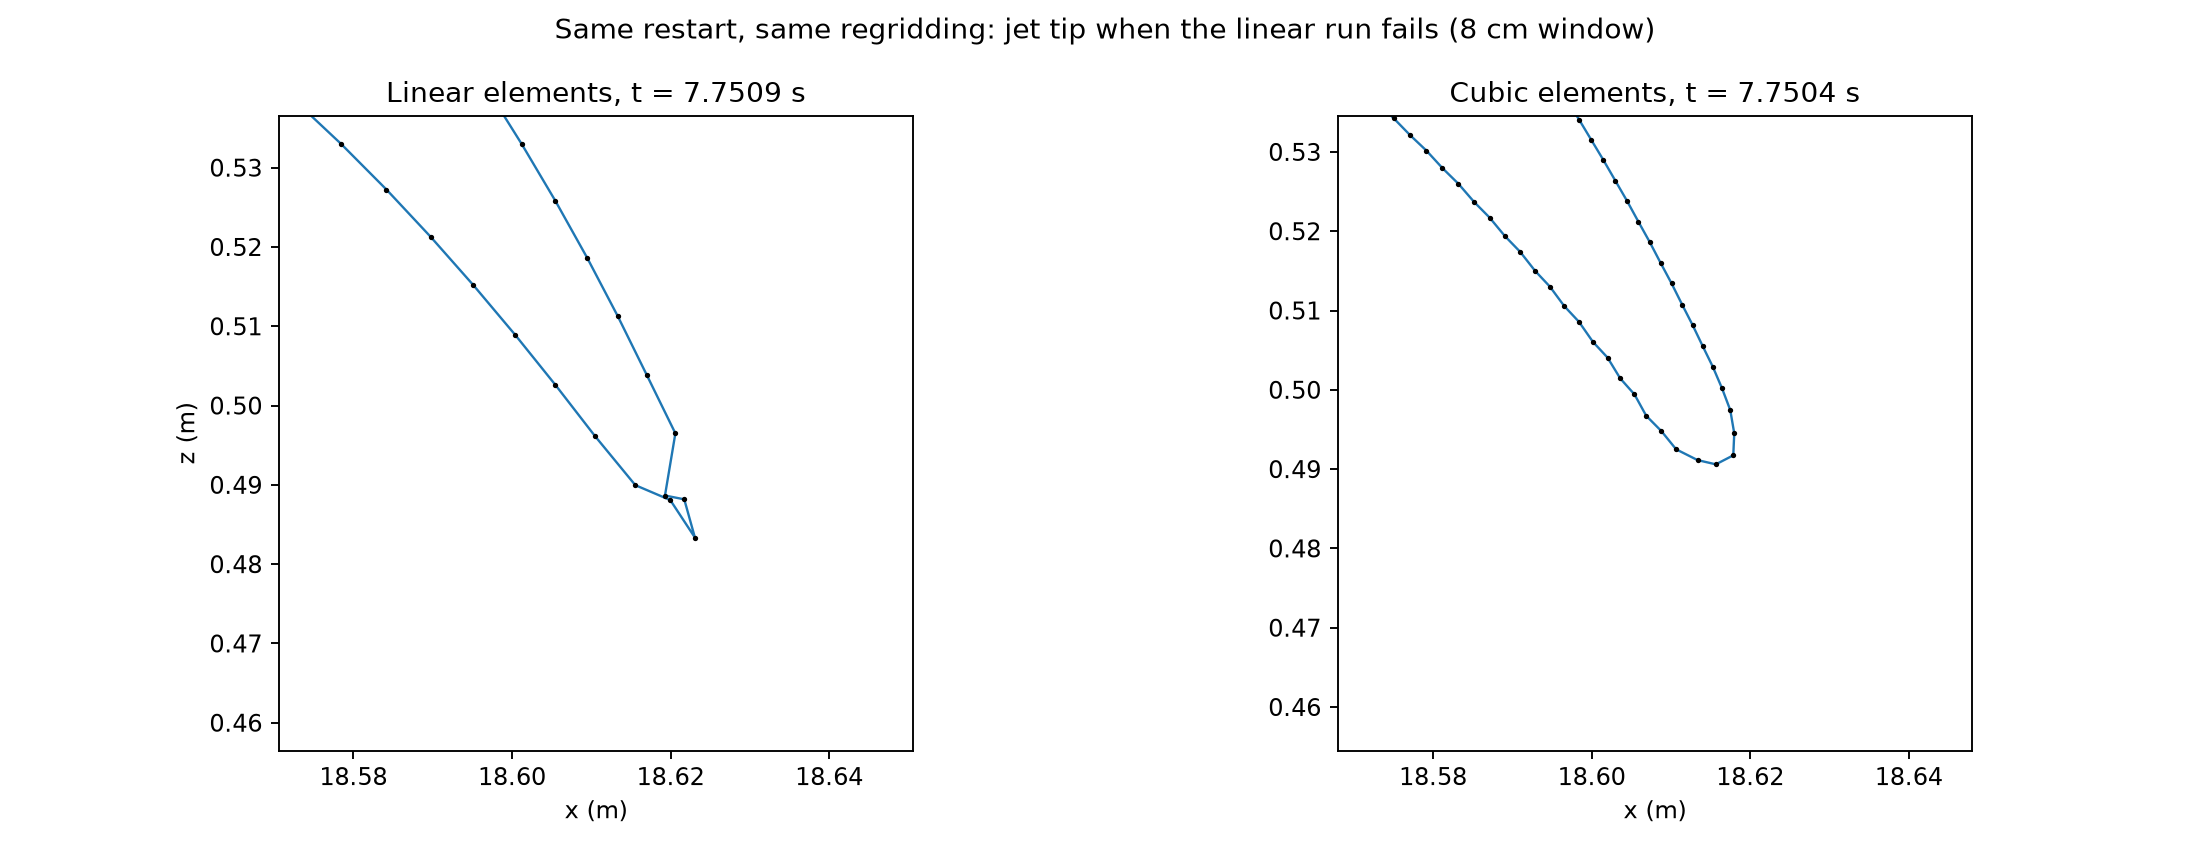 Same restart, same regridding: jet tip when the linear run fails (8 cm window)
Linear elements, t = 7.7509 s
z (m)
0.53
0.52
0.51
0.50
0.49
0.48
0.47
0.46
18.58 18.60 18.62 18.64
x (m)
Cubic elements, t = 7.7504 s
0.53
0.52
0.51
0.50
0.49
0.48
0.47
0.46
18.58 18.60 18.62 18.64
x (m)